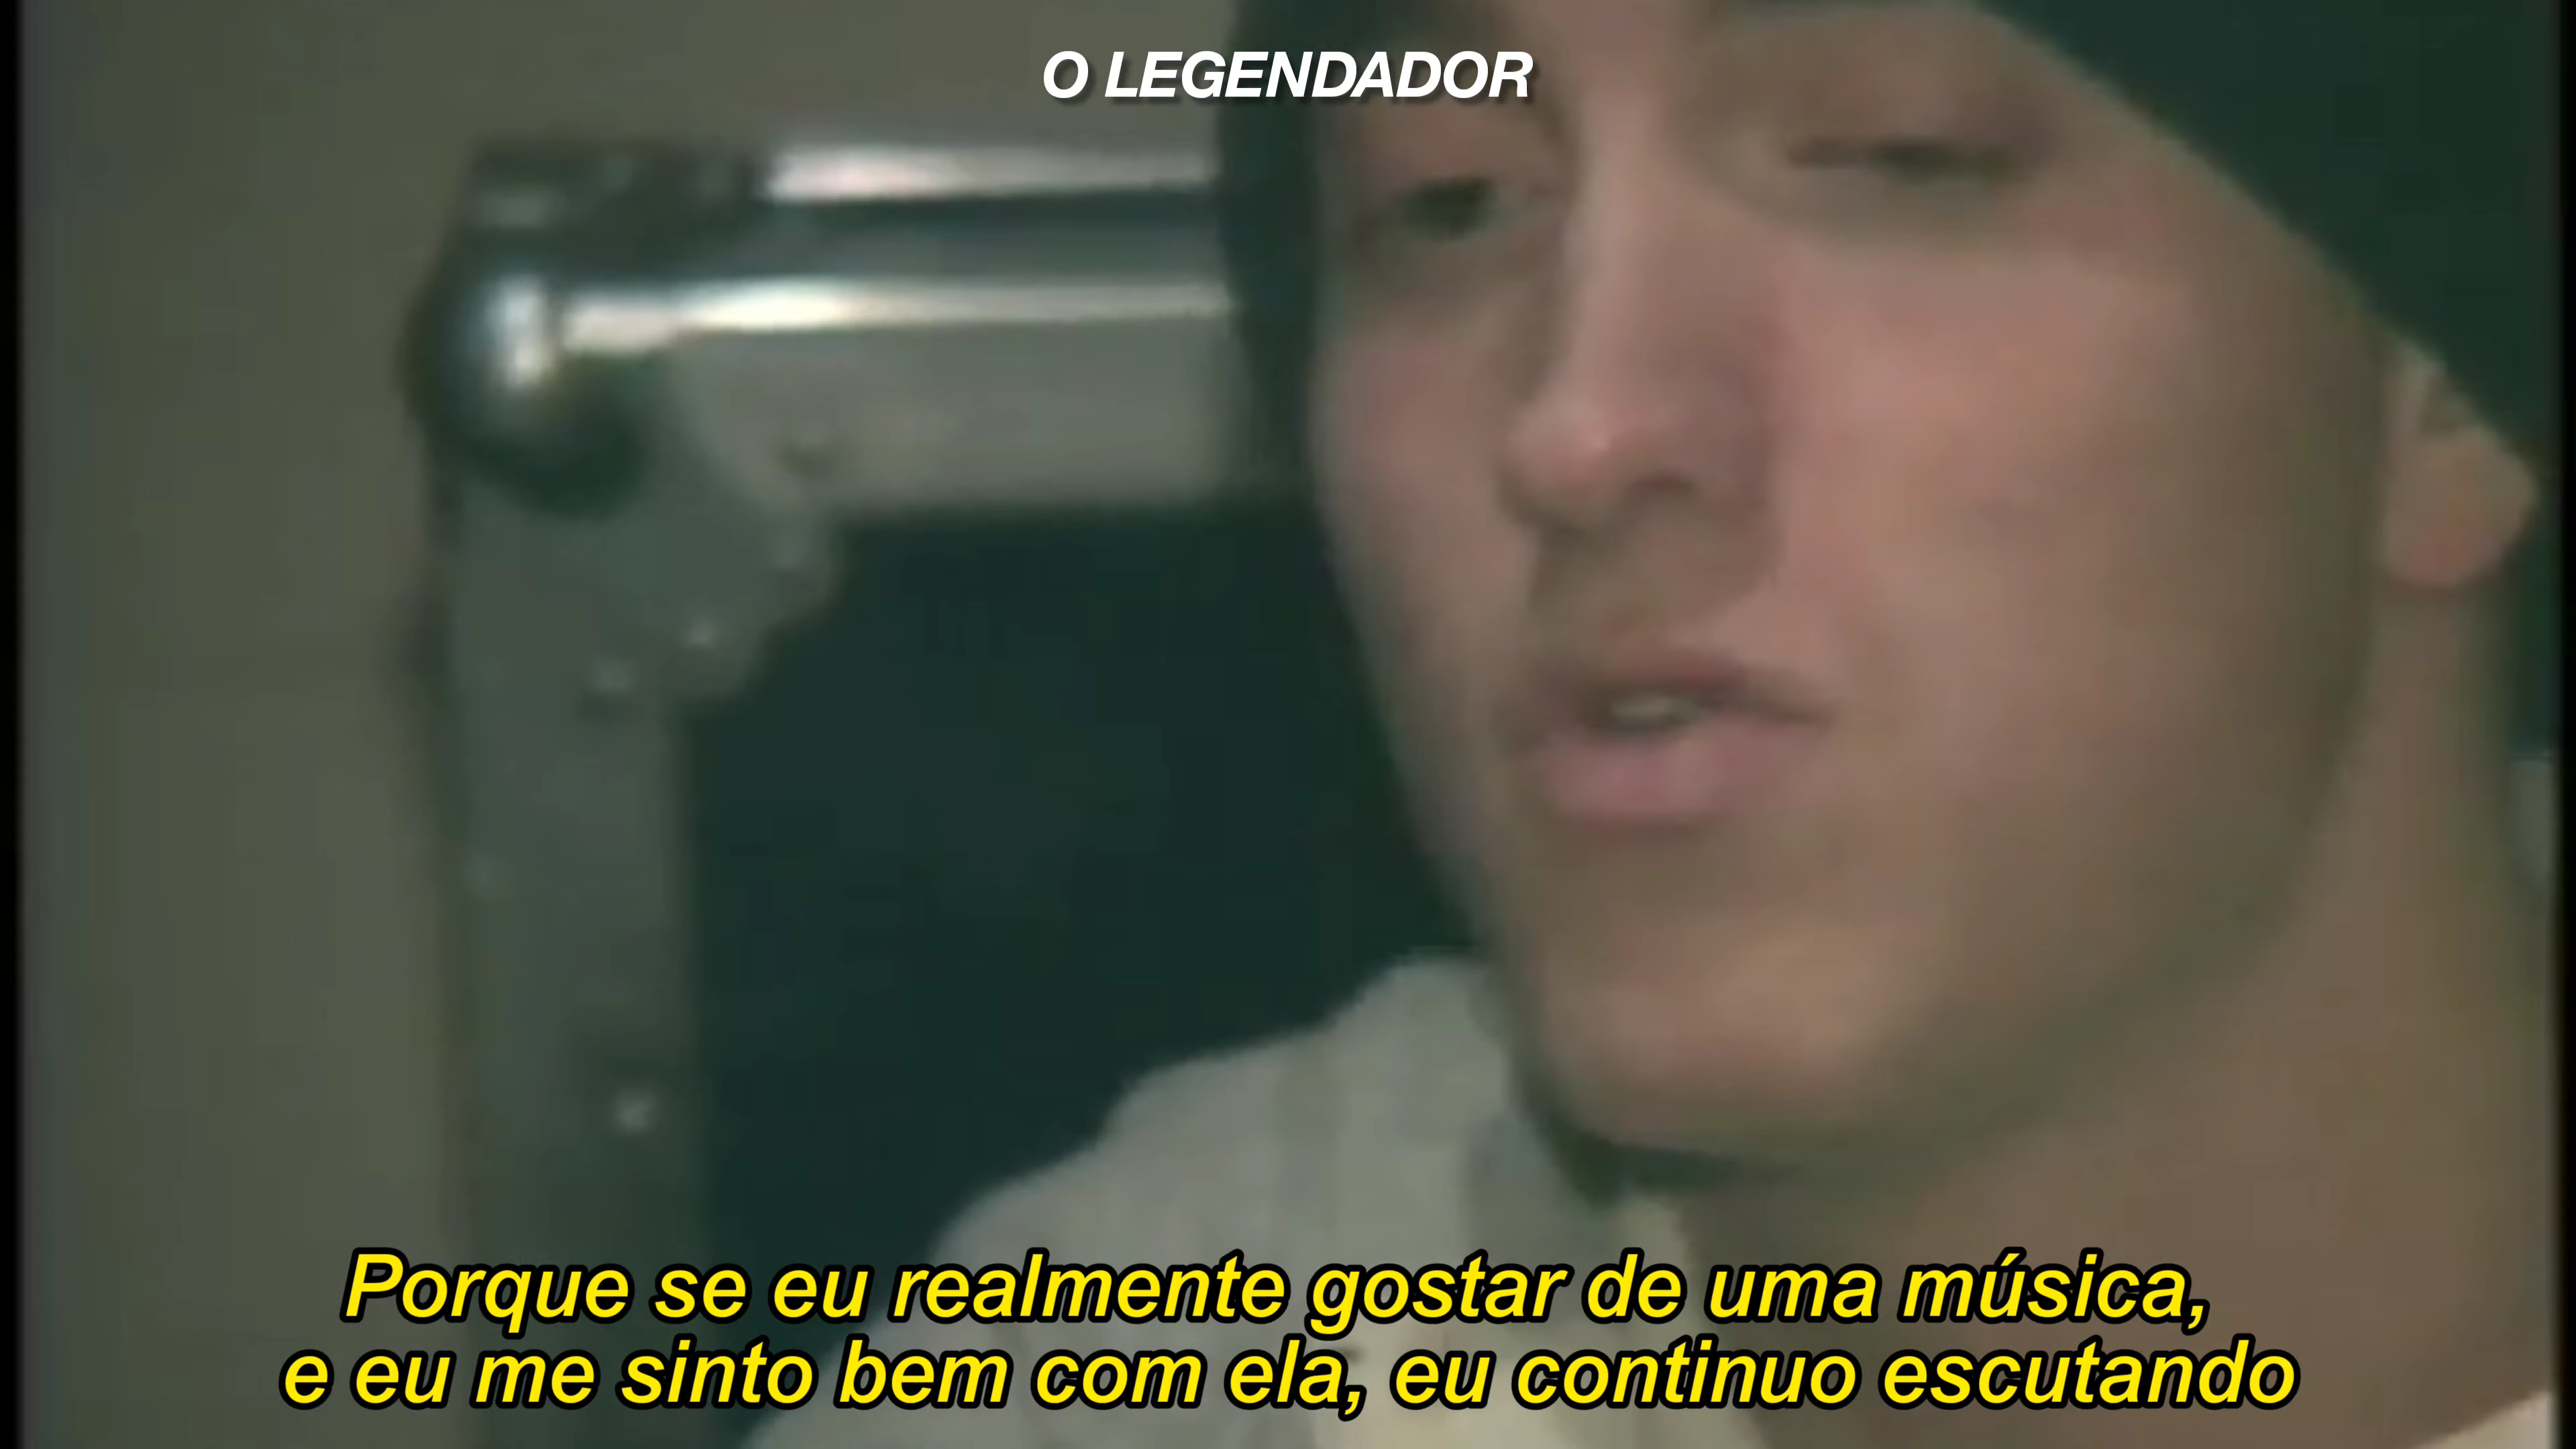 O LEGENDADOR
Porque se eu realmente gostar de uma música,
e eu me sinto bem com ela, eu continuo escutando